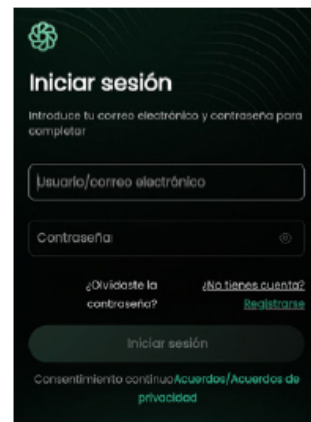 Iniciar sesión
Introduce tu correo electrónico y contraseña para
completar
Usuario/correo electrónico
Contraseña:
¿Olvidaste la
contraseña?
¿No tienes cuenta?
Registrarse
Iniciar sesión
Consentimiento continuoAcuerdos/Acuerdos de
privacidad